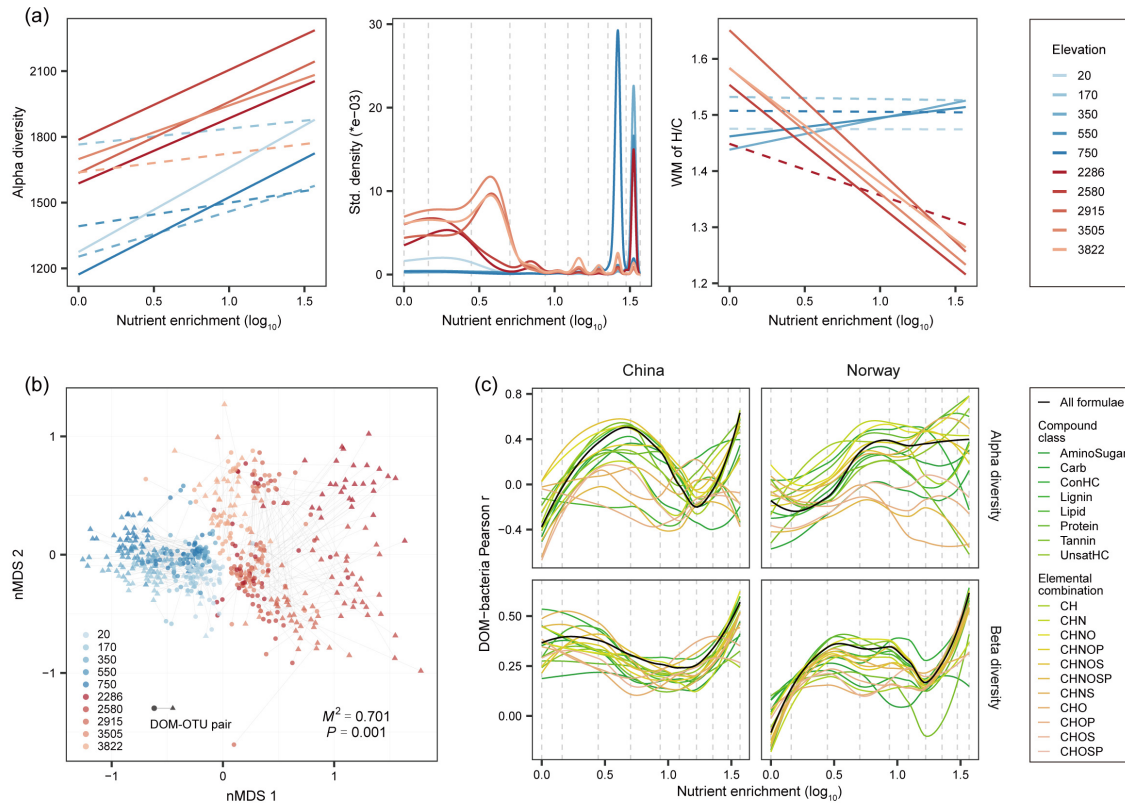 (a)
Alpha diversity
2100
1800
1500
1200
0.0 0.5 1.0 1.5
Nutrient enrichment (log10)
Std. density (*e−03)
30
20
10
0
0.0 0.5 1.0 1.5
Nutrient enrichment (log10)
WM of H/C
1.6
1.5
1.4
1.3
1.2
0.0 0.5 1.0 1.5
Nutrient enrichment (log10)
Elevation
20
170
350
550
750
2286
2580
2915
3505
3822
(b)
nMDS 2
1
0
−1
20
170
350
550
750
2286
2580
2915
3505
3822
DOM-OTU pair
M2 = 0.701
P = 0.001
−1 0 1
nMDS 1
(c)
China Norway
DOM−bacteria Pearson r
0.8
0.4
0.0
−0.4
Alpha diversity
0.50
0.25
0.00
Beta diversity
0.0 0.5 1.0 1.5 0.0 0.5 1.0 1.5
Nutrient enrichment (log10)
All formulae
Compound
class
AminoSugar
Carb
ConHC
Lignin
Lipid
Protein
Tannin
UnsatHC
Elemental
combination
CH
CHN
CHNO
CHNOP
CHNOS
CHNOSP
CHNS
CHO
CHOP
CHOS
CHOSP